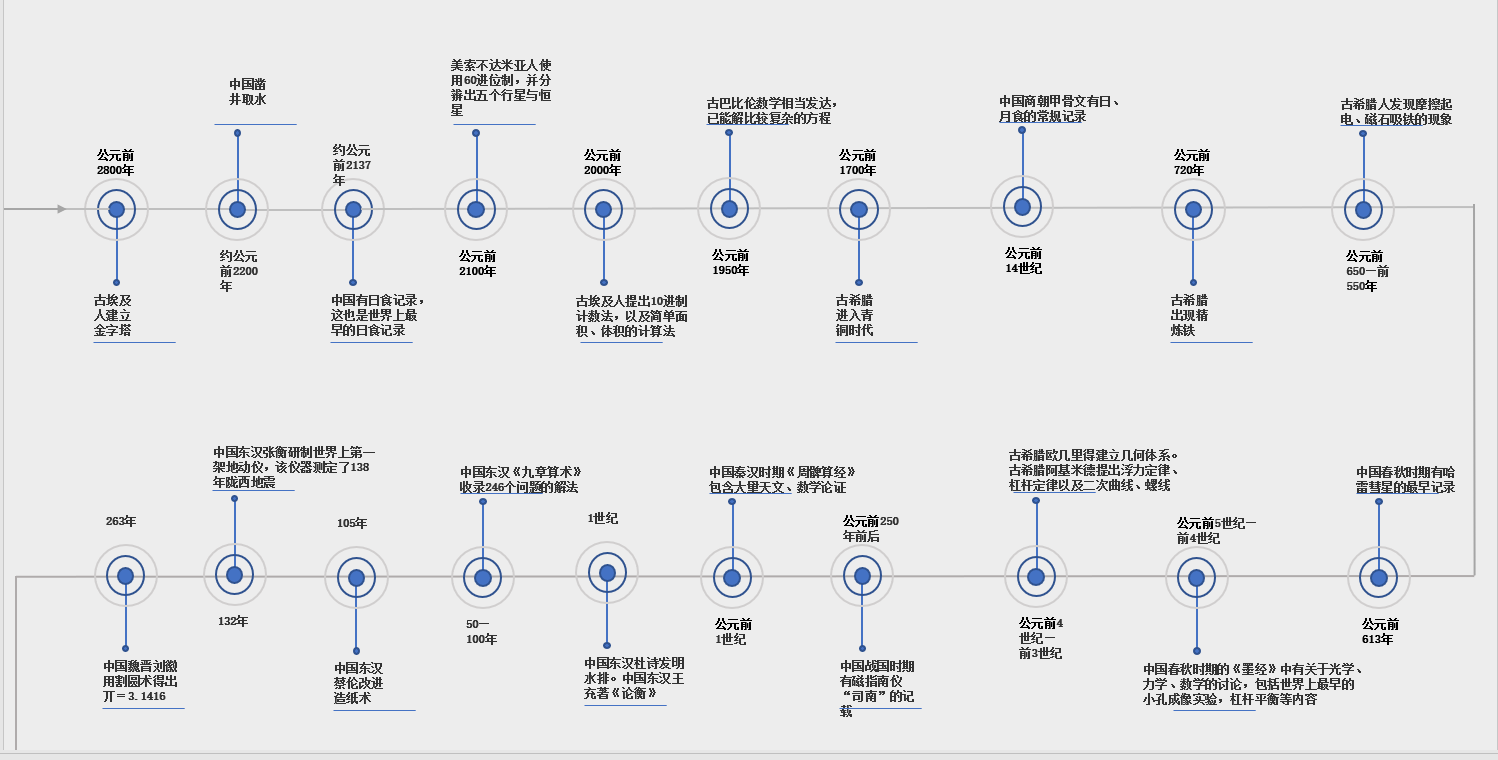 公元前
2800年
古埃及
人建立
金字塔
中国凿
井取水
约公元
前2200
年
约公元
前2137
年
中国有日食记录，
这也是世界上最
早的日食记录
美索不达米亚人使
用60进位制，并分
辨出五个行星与恒
星
公元前
2100年
公元前
2000年
古埃及人提出10进制
计数法，以及简单面
积、体积的计算法
古巴比伦数学相当发达，
已能解比较复杂的方程
公元前
1950年
公元前
1700年
古希腊
进入青
铜时代
中国商朝甲骨文有日、
月食的常规记录
公元前
14世纪
公元前
720年
古希腊
出现精
炼铁
古希腊人发现摩擦起
电、磁石吸铁的现象
公元前
650一前
550年
263年
中国魏晋刘徽
用割圆术得出
π＝3.1416
中国东汉张衡研制世界上第一
架地动仪，该仪器测定了138
年陇西地震
132年
105年
中国东汉
蔡伦改进
造纸术
中国东汉《九章算术》
收录246个问题的解法
50一
100年
1世纪
中国东汉杜诗发明
水排。中国东汉王
充著《论衡》
中国秦汉时期《周髀算经》
包含大量天文、数学论证
公元前
1世纪
公元前250
年前后
中国战国时期
有磁指南仪
“司南”的记
载
古希腊欧几里得建立几何体系。
古希腊阿基米德提出浮力定律、
杠杆定律以及二次曲线、螺线
公元前4
世纪一
前3世纪
公元前5世纪一
前4世纪
中国春秋时期的《墨经》中有关于光学、
力学、数学的讨论，包括世界上最早的
小孔成像实验，杠杆平衡等内容
中国春秋时期有哈
雷彗星的最早记录
公元前
613年